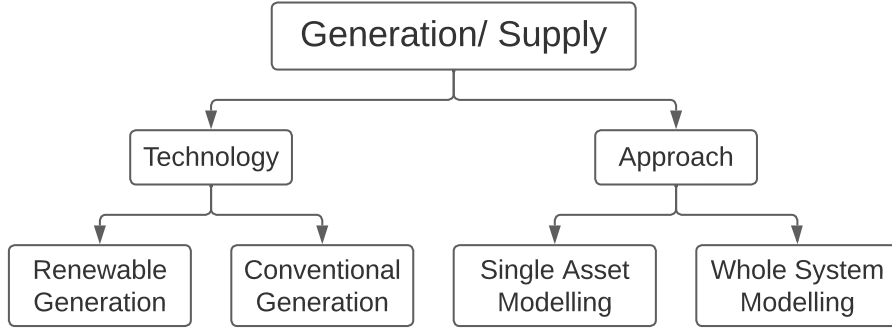 Generation/ Supply
Technology
Approach
Renewable
Generation
Conventional
Generation
Single Asset
Modelling
Whole System
Modelling